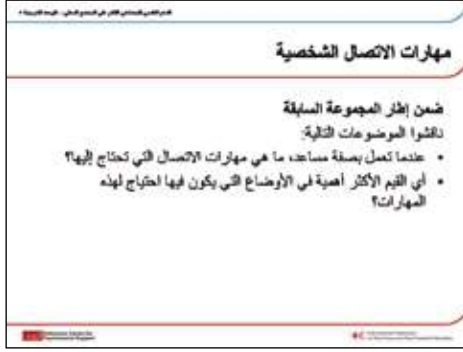 مهارات الاتصال الشخصية
ضمن إطار المجموعة السابقة
ناقشوا الموضوعات التالية:
• عندما تعمل بصفة مساعد، ما هي مهارات الاتصال التي تحتاج إليها؟
• أي القيم الأكثر أهمية في الأوضاع التي يكون فيها احتياج لهذه
المهارات؟